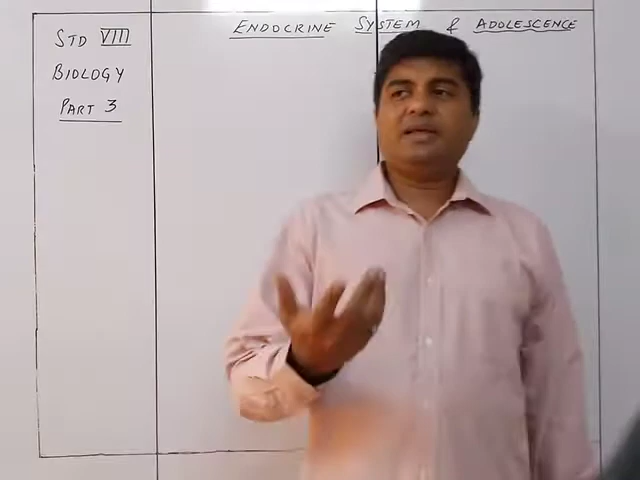 ENDOCRINE SYSTEM & ADOLESCENCE
STD VIII
BIOLOGY
PART 3